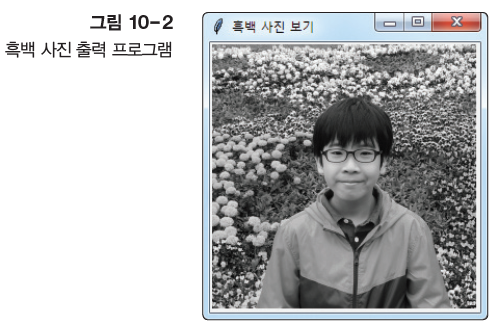 그림 10-2
흑백 사진 출력 프로그램
흑백 사진 보기